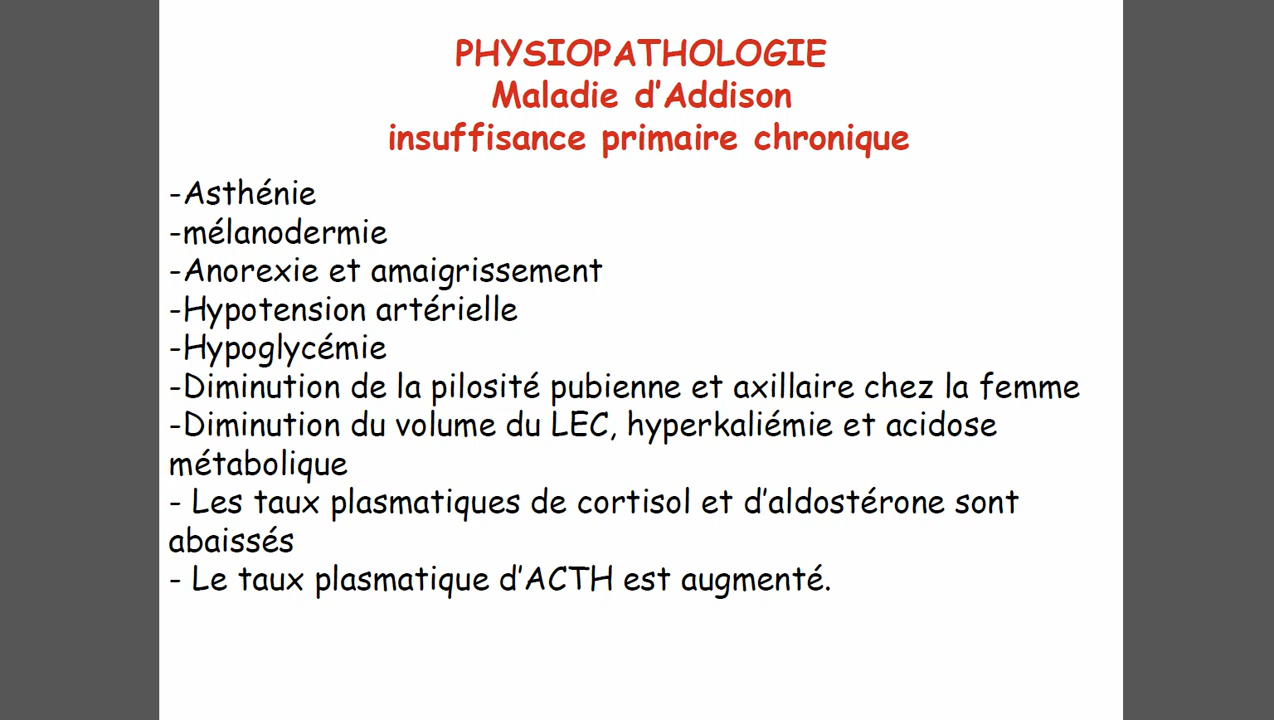 PHYSIOPATHOLOGIE
Maladie d'Addison
insuffisance primaire chronique
-Asthénie
-mélanodermie
-Anorexie et amaigrissement
-Hypotension artérielle
-Hypoglycémie
-Diminution de la pilosité pubienne et axillaire chez la femme
-Diminution du volume du LEC, hyperkaliémie et acidose
métabolique
- Les taux plasmatiques de cortisol et d'aldostérone sont
abaissés
- Le taux plasmatique d'ACTH est augmenté.